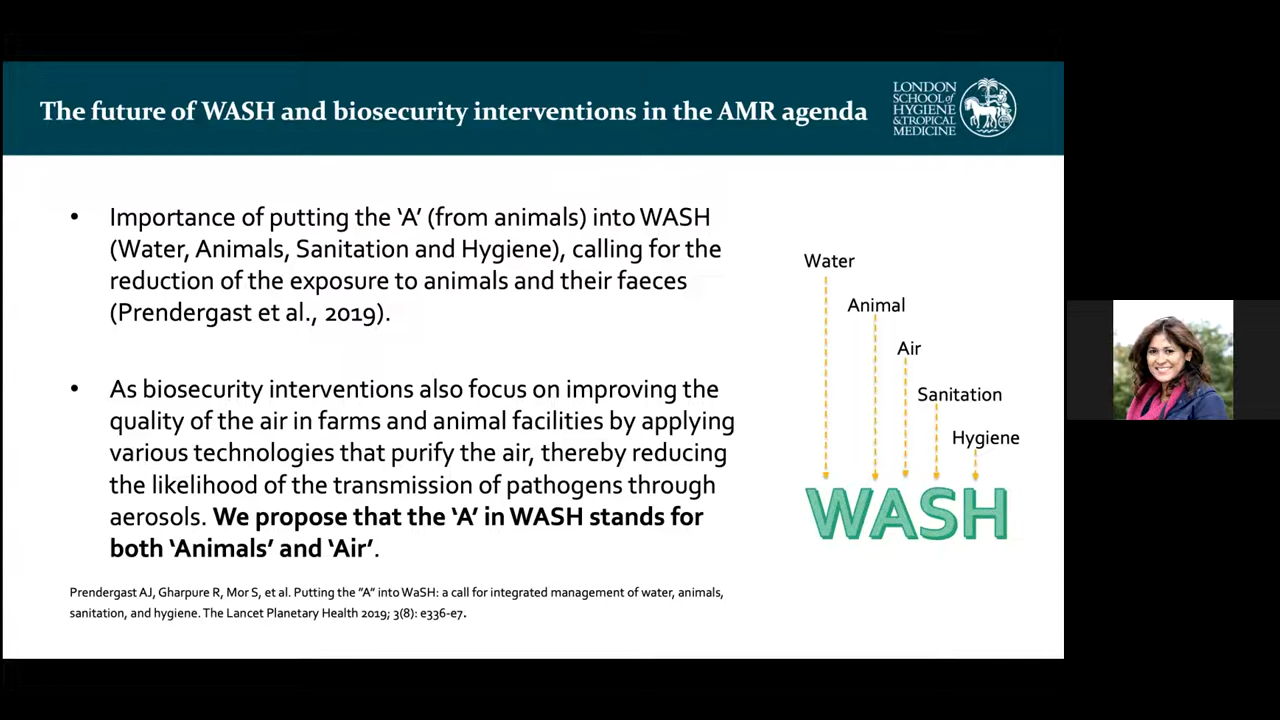 The future of WASH and biosecurity interventions in the AMR agenda
LONDON
SCHOOL of
HYGIENE
& TROPICAL
MEDICINE
• Importance of putting the ‘A’ (from animals) into WASH
(Water, Animals, Sanitation and Hygiene), calling for the
reduction of the exposure to animals and their faeces
(Prendergast et al., 2019).
• As biosecurity interventions also focus on improving the
quality of the air in farms and animal facilities by applying
various technologies that purify the air, thereby reducing
the likelihood of the transmission of pathogens through
aerosols. We propose that the ‘A’ in WASH stands for
both ‘Animals’ and ‘Air’.
Prendergast AJ, Gharpure R, Mor S, et al. Putting the “A” into WaSH: a call for integrated management of water, animals,
sanitation, and hygiene. The Lancet Planetary Health 2019; 3(8): e336-e7.
Water
Animal
Air
Sanitation
Hygiene
WASH